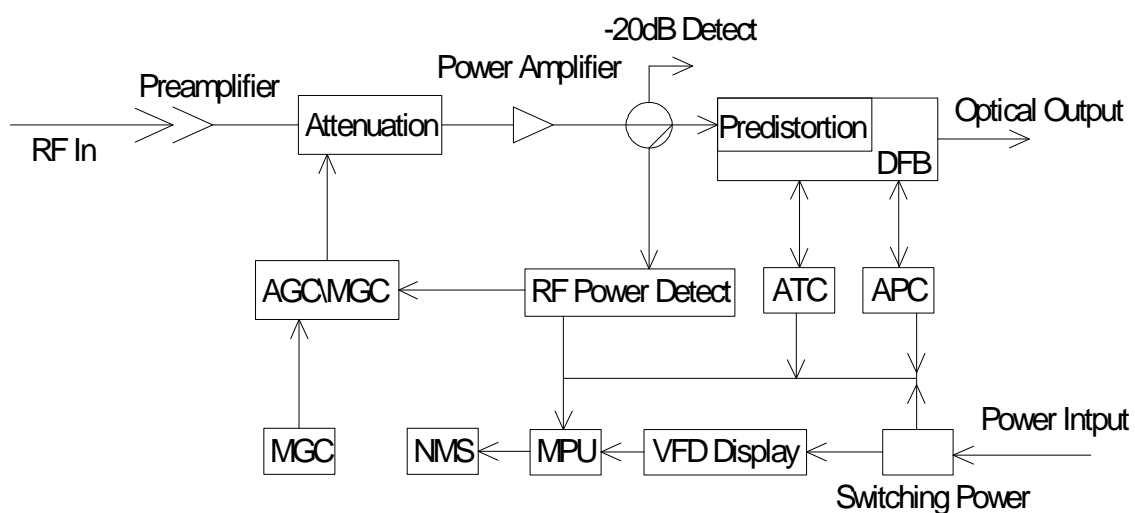 -20dB Detect
Preamplifier
Power Amplifier
RF In
Attenuation
Predistortion
DFB
Optical Output
AGC\MGC
RF Power Detect
ATC
APC
MGC
NMS
MPU
VFD Display
Power Intput
Switching Power